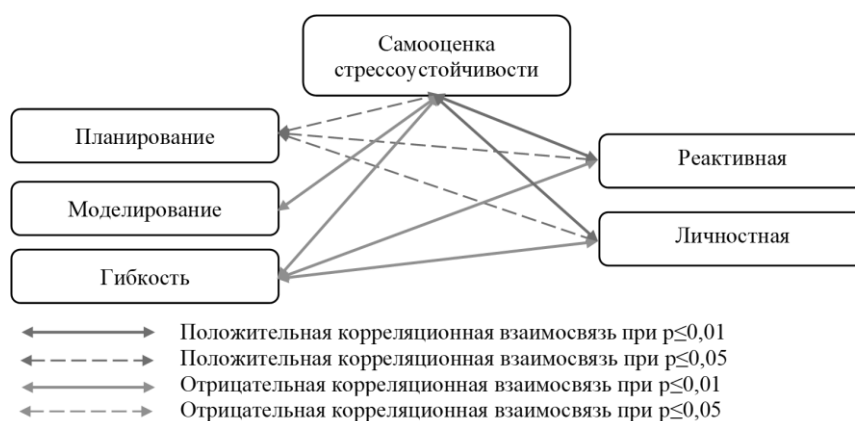 Самооценка
стрессоустойчивости
Планирование
Реактивная
Моделирование
Личностная
Гибкость
Положительная корреляционная взаимосвязь при p≤0,01
Положительная корреляционная взаимосвязь при p≤0,05
Отрицательная корреляционная взаимосвязь при p≤0,01
Отрицательная корреляционная взаимосвязь при p≤0,05